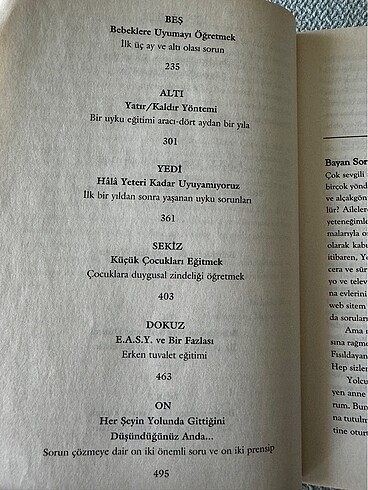 BEŞ
Bebeklere Uyumayı Öğretmek
İlk üç ay ve altı olası sorun
235
ALTI
Yatır/Kaldır Yöntemi
Bir uyku eğitimi aracı-dört aydan bir yıla
301
YEDİ
Hâlâ Yeteri Kadar Uyuyamıyoruz
İlk bir yıldan sonra yaşanan uyku sorunları
361
SEKİZ
Küçük Çocukları Eğitmek
Çocuklara duygusal zindeliği öğretmek
403
DOKUZ
E.A.S.Y. ve Bir Fazlası
Erken tuvalet eğitimi
463
ON
Her Şeyin Yolunda Gittiğini
Düşündüğünüz Anda...
Sorun çözmeye dair on iki önemli soru ve on iki prensip
495
Bayan Sor
Çok sevgili
birçok yönd
ve alçakgön
lür? Ailelere
yeteneğimle
malarıyla o
olarak kabu
itibaren, Ye
cera ve sür
yo ve telev
na evlerini
web sitem
da soruları
Ama n
sına rağme
Fısıldayan
Hep sizler
Yolcu
yen anne
rum. Bun
na tutulm
tine otur